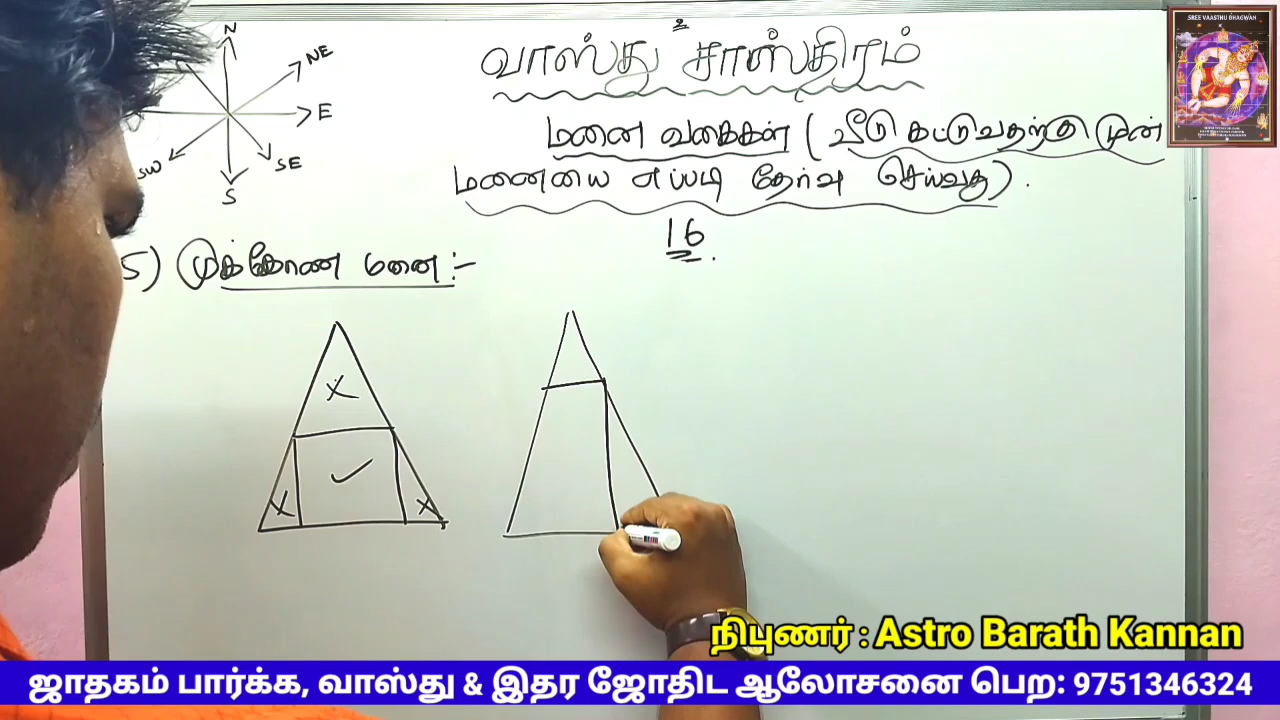 SREE VAASTHU BHAGWAN
N
NE
E
SE
S
SW
2
வாஸ்து சாஸ்திரம்
மனை வகைகள் (வீடு கட்டுவதற்கு முன்
மனையை எப்படி தேர்வு செய்வது).
16.
5) முக்கோண மனை :-
நிபுணர் : Astro Barath Kannan
ஜாதகம் பார்க்க, வாஸ்து & இதர ஜோதிட ஆலோசனை பெற: 9751346324